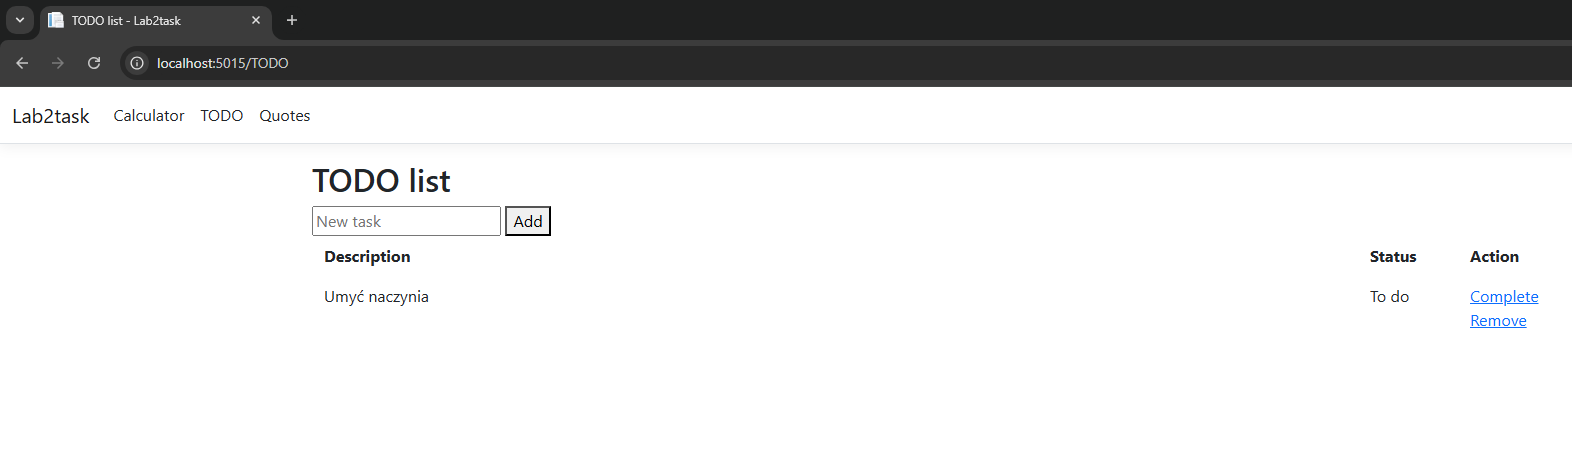 TODO list - Lab2task
localhost:5015/TODO
Lab2task Calculator TODO Quotes
TODO list
New task Add
Description Status Action
Umyć naczynia To do Complete
Remove